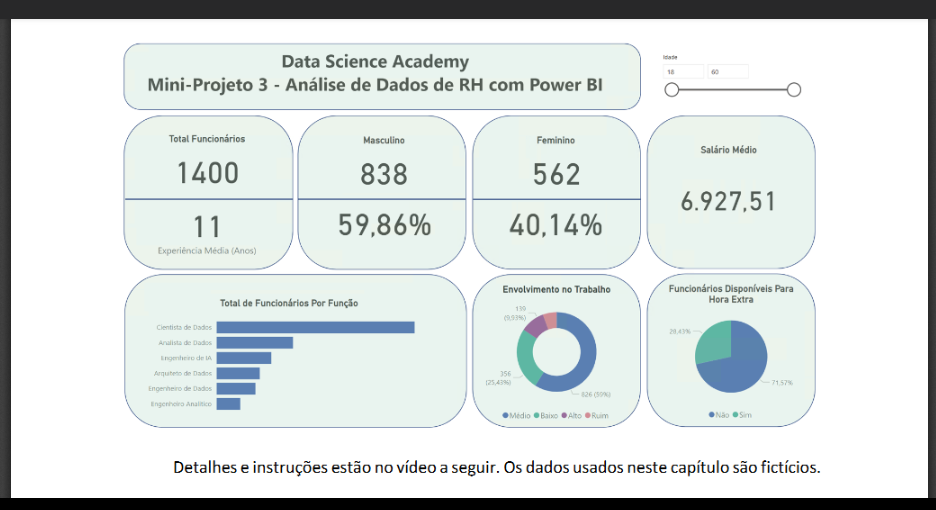 Data Science Academy
Mini-Projeto 3 - Análise de Dados de RH com Power BI
Idade
18
60
Total Funcionários
1400
11
Experiência Média (Anos)
Masculino
838
59,86%
Feminino
562
40,14%
Salário Médio
6.927,51
Total de Funcionários Por Função
Cientista de Dados
Analista de Dados
Engenheiro de IA
Arquiteto de Dados
Engenheiro de Dados
Engenheiro Analítico
Envolvimento no Trabalho
139
(9,93%)
356
(25,43%)
826 (59%)
Médio Baixo Alto Ruim
Funcionários Disponíveis Para
Hora Extra
28,43%
71,57%
Não Sim
Detalhes e instruções estão no vídeo a seguir. Os dados usados neste capítulo são fictícios.